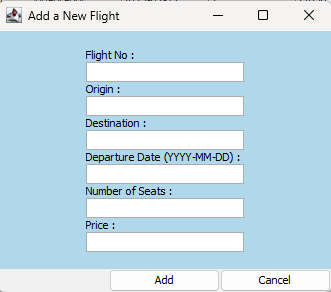 Add a New Flight
Flight No :
Origin :
Destination :
Departure Date (YYYY-MM-DD) :
Number of Seats :
Price :
Add
Cancel